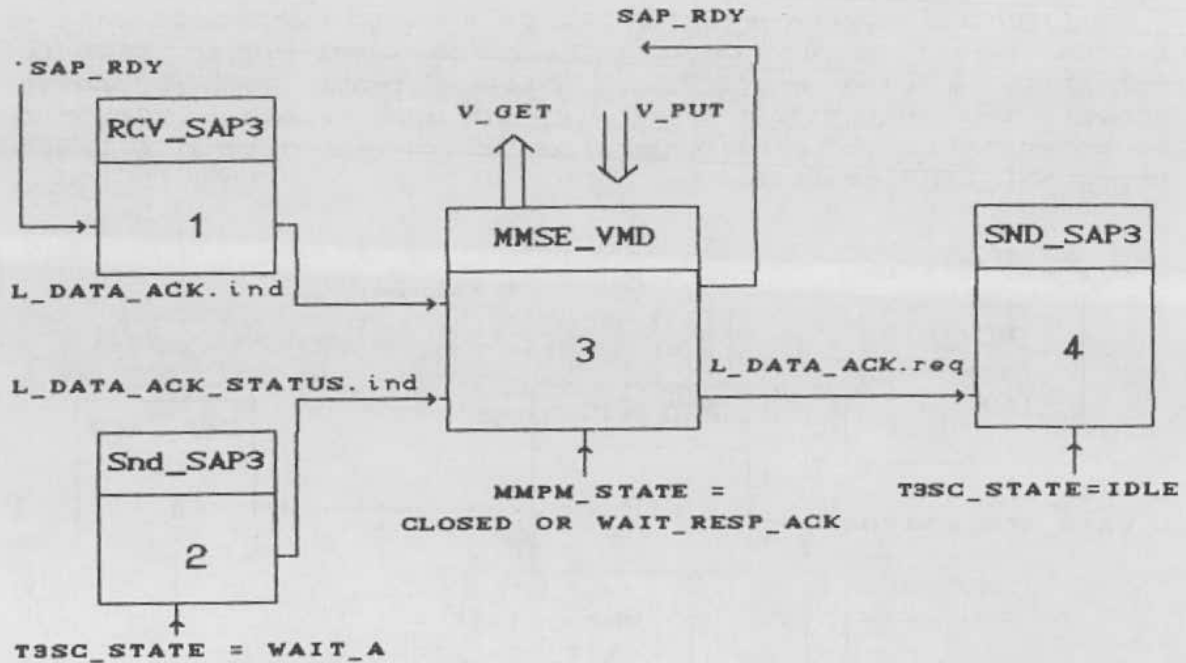 SAP_RDY
SAP_RDY
RCV_SAP3
1
V_GET
V_PUT
MMSE_VMD
3
SND_SAP3
4
L_DATA_ACK.ind
L_DATA_ACK_STATUS.ind
L_DATA_ACK.req
Snd_SAP3
2
MMPM_STATE =
CLOSED OR WAIT_RESP_ACK
T3SC_STATE=IDLE
T3SC_STATE = WAIT_A